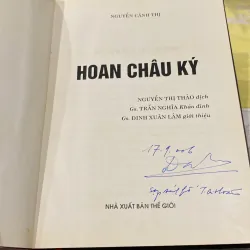 NGUYỄN CẢNH THỊ
HOAN CHÂU KÝ
NGUYỄN THỊ THẢO dịch
Gs. TRẦN NGHĨA Khảo đính
Gs. ĐINH XUÂN LÂM giới thiệu
17.9.
NHÀ XUẤT BẢN THẾ GIỚI